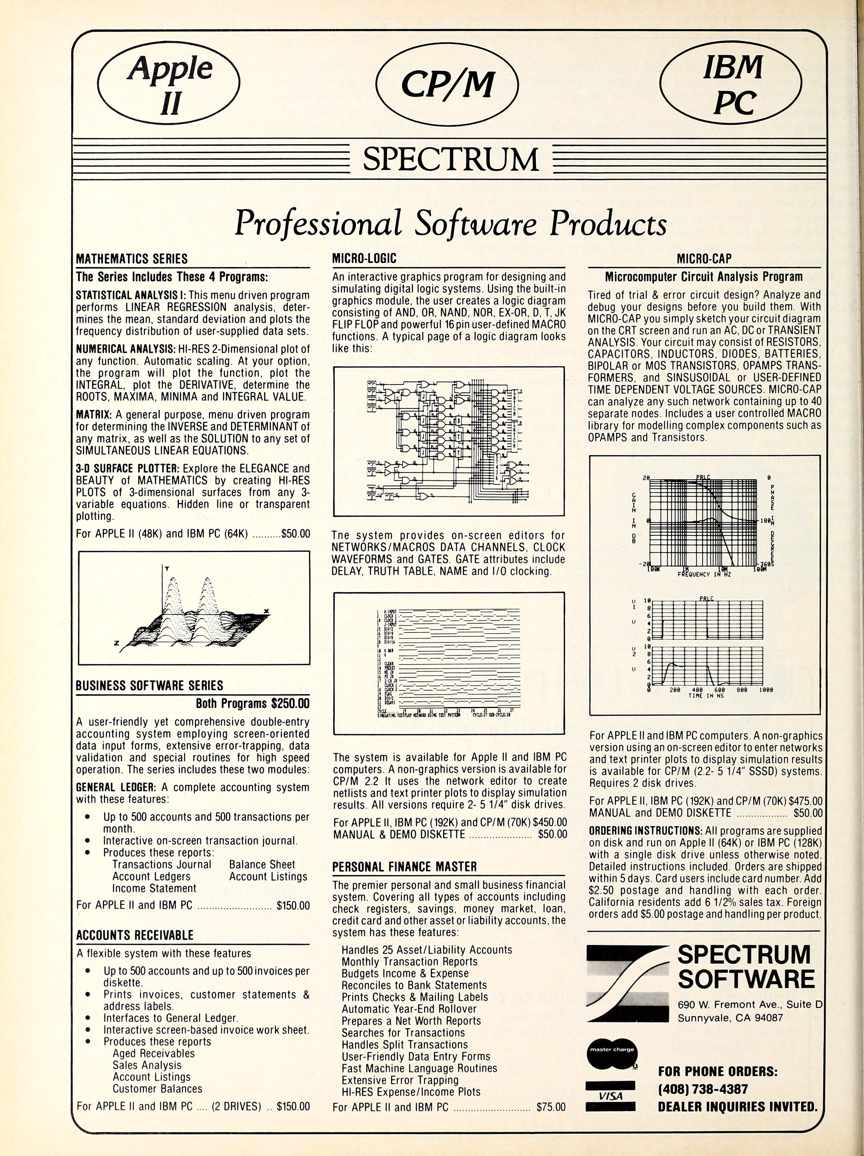 Apple
II
CP/M
IBM
PC
SPECTRUM
Professional Software Products
MATHEMATICS SERIES
The Series Includes These 4 Programs:
STATISTICAL ANALYSIS I: This menu driven program
performs LINEAR REGRESSION analysis, deter-
mines the mean, standard deviation and plots the
frequency distribution of user-supplied data sets.
NUMERICAL ANALYSIS: HI-RES 2-Dimensional plot of
any function. Automatic scaling. At your option,
the program will plot the function, plot the
INTEGRAL, plot the DERIVATIVE, determine the
ROOTS, MAXIMA, MINIMA and INTEGRAL VALUE.
MATRIX: A general purpose, menu driven program
for determining the INVERSE and DETERMINANT of
any matrix, as well as the SOLUTION to any set of
SIMULTANEOUS LINEAR EQUATIONS.
3-D SURFACE PLOTTER: Explore the ELEGANCE and
BEAUTY of MATHEMATICS by creating HI-RES
PLOTS of 3-dimensional surfaces from any 3-
variable equations. Hidden line or transparent
plotting.
For APPLE II (48K) and IBM PC (64K) ..........$50.00
Y
X
Z
BUSINESS SOFTWARE SERIES
Both Programs $250.00
A user-friendly yet comprehensive double-entry
accounting system employing screen-oriented
data input forms, extensive error-trapping, data
validation and special routines for high speed
operation. The series includes these two modules:
GENERAL LEDGER: A complete accounting system
with these features:
• Up to 500 accounts and 500 transactions per
month.
• Interactive on-screen transaction journal.
• Produces these reports:
Transactions Journal Balance Sheet
Account Ledgers Account Listings
Income Statement
For APPLE II and IBM PC .......................... $150.00
ACCOUNTS RECEIVABLE
A flexible system with these features
• Up to 500 accounts and up to 500 invoices per
diskette.
• Prints invoices, customer statements &
address labels.
• Interfaces to General Ledger.
• Interactive screen-based invoice work sheet.
• Produces these reports
Aged Receivables
Sales Analysis
Account Listings
Customer Balances
For APPLE II and IBM PC .... (2 DRIVES) .. $150.00
MICRO-LOGIC
An interactive graphics program for designing and
simulating digital logic systems. Using the built-in
graphics module, the user creates a logic diagram
consisting of AND, OR, NAND, NOR, EX-OR, D, T, JK
FLIP FLOP and powerful 16 pin user-defined MACRO
functions. A typical page of a logic diagram looks
like this:
The system provides on-screen editors for
NETWORKS/MACROS DATA CHANNELS, CLOCK
WAVEFORMS and GATES. GATE attributes include
DELAY, TRUTH TABLE, NAME and I/O clocking.
The system is available for Apple II and IBM PC
computers. A non-graphics version is available for
CP/M 2.2 It uses the network editor to create
netlists and text printer plots to display simulation
results. All versions require 2- 5 1/4" disk drives.
For APPLE II, IBM PC (192K) and CP/M (70K) $450.00
MANUAL & DEMO DISKETTE .................... $50.00
PERSONAL FINANCE MASTER
The premier personal and small business financial
system. Covering all types of accounts including
check registers, savings, money market, loan,
credit card and other asset or liability accounts, the
system has these features:
Handles 25 Asset/Liability Accounts
Monthly Transaction Reports
Budgets Income & Expense
Reconciles to Bank Statements
Prints Checks & Mailing Labels
Automatic Year-End Rollover
Prepares a Net Worth Reports
Searches for Transactions
Handles Split Transactions
User-Friendly Data Entry Forms
Fast Machine Language Routines
Extensive Error Trapping
HI-RES Expense/Income Plots
For APPLE II and IBM PC ........................... $75.00
MICRO-CAP
Microcomputer Circuit Analysis Program
Tired of trial & error circuit design? Analyze and
debug your designs before you build them. With
MICRO-CAP you simply sketch your circuit diagram
on the CRT screen and run an AC, DC or TRANSIENT
ANALYSIS. Your circuit may consist of RESISTORS,
CAPACITORS, INDUCTORS, DIODES, BATTERIES,
BIPOLAR or MOS TRANSISTORS, OPAMPS TRANS-
FORMERS, and SINSUSOIDAL or USER-DEFINED
TIME DEPENDENT VOLTAGE SOURCES. MICRO-CAP
can analyze any such network containing up to 40
separate nodes. Includes a user controlled MACRO
library for modelling complex components such as
OPAMPS and Transistors.
PRLC
GAIN IN DB
PHASE IN DEGREES
20 0
0 -180
-20 -360
100K 1M 10M 100M
FREQUENCY IN HZ
PRLC
10
8
6
4
2
0
10
8
6
4
2
0
0 200 400 600 800 1000
TIME IN NS
For APPLE II and IBM PC computers. A non-graphics
version using an on-screen editor to enter networks
and text printer plots to display simulation results
is available for CP/M (2.2- 5 1/4" SSSD) systems.
Requires 2 disk drives.
For APPLE II, IBM PC (192K) and CP/M (70K) $475.00
MANUAL and DEMO DISKETTE .................. $50.00
ORDERING INSTRUCTIONS: All programs are supplied
on disk and run on Apple II (64K) or IBM PC (128K)
with a single disk drive unless otherwise noted.
Detailed instructions included. Orders are shipped
within 5 days. Card users include card number. Add
$2.50 postage and handling with each order.
California residents add 6 1/2% sales tax. Foreign
orders add $5.00 postage and handling per product.
SPECTRUM
SOFTWARE
690 W. Fremont Ave., Suite D
Sunnyvale, CA 94087
master charge
VISA
FOR PHONE ORDERS:
(408) 738-4387
DEALER INQUIRIES INVITED.